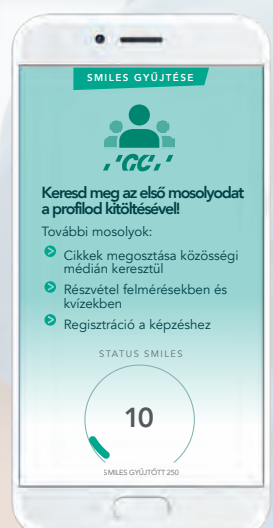 SMILES GYŰJTÉSE
,'GC,'
Keresd meg az első mosolyodat
a profilod kitöltésével!
További mosolyok:
Cikkek megosztása közösségi
médián keresztül
Részvétel felmérésekben és
kvízekben
Regisztráció a képzéshez
STATUS SMILES
10
SMILES GYŰJTÖTT 250